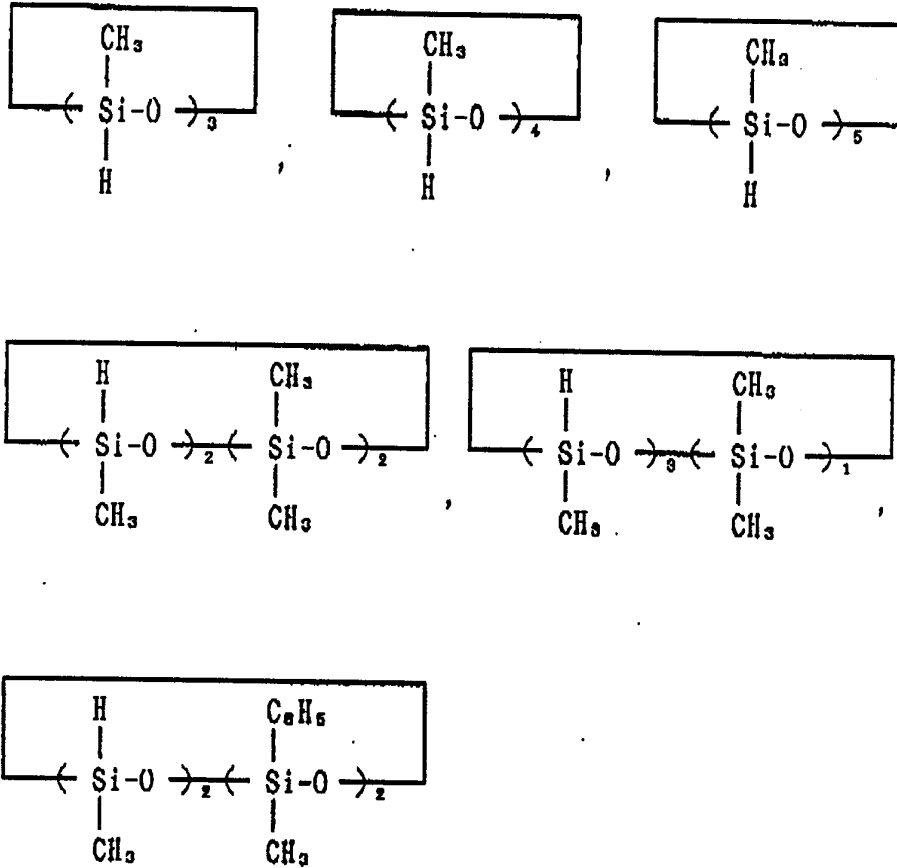 CH₃ CH₃ CH₃
( Si-O )₃ ( Si-O )₄ ( Si-O )₅
H , H , H
H CH₃ H CH₃
( Si-O )₂ ( Si-O )₂ ( Si-O )₃ ( Si-O )₁
CH₃ CH₃ , CH₃ CH₃ ,
H C₆H₅
( Si-O )₂ ( Si-O )₂
CH₃ CH₃